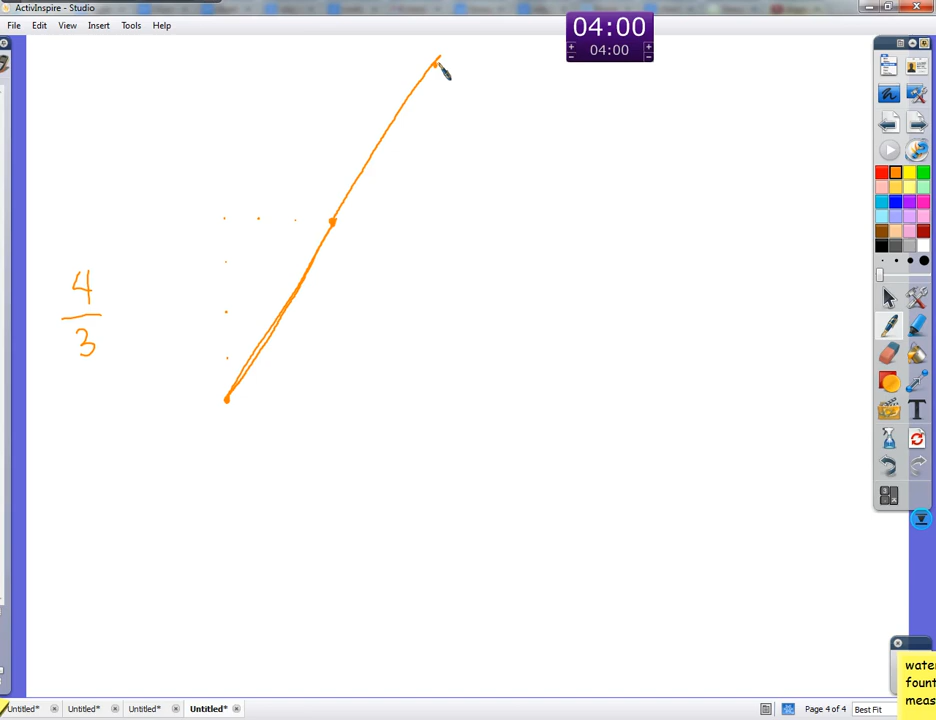 ActivInspire - Studio
File Edit View Insert Tools Help
04:00
04:00
4
3
T
wate
fount
meas
Untitled* Untitled* Untitled* Untitled*
Page 4 of 4 Best Fit